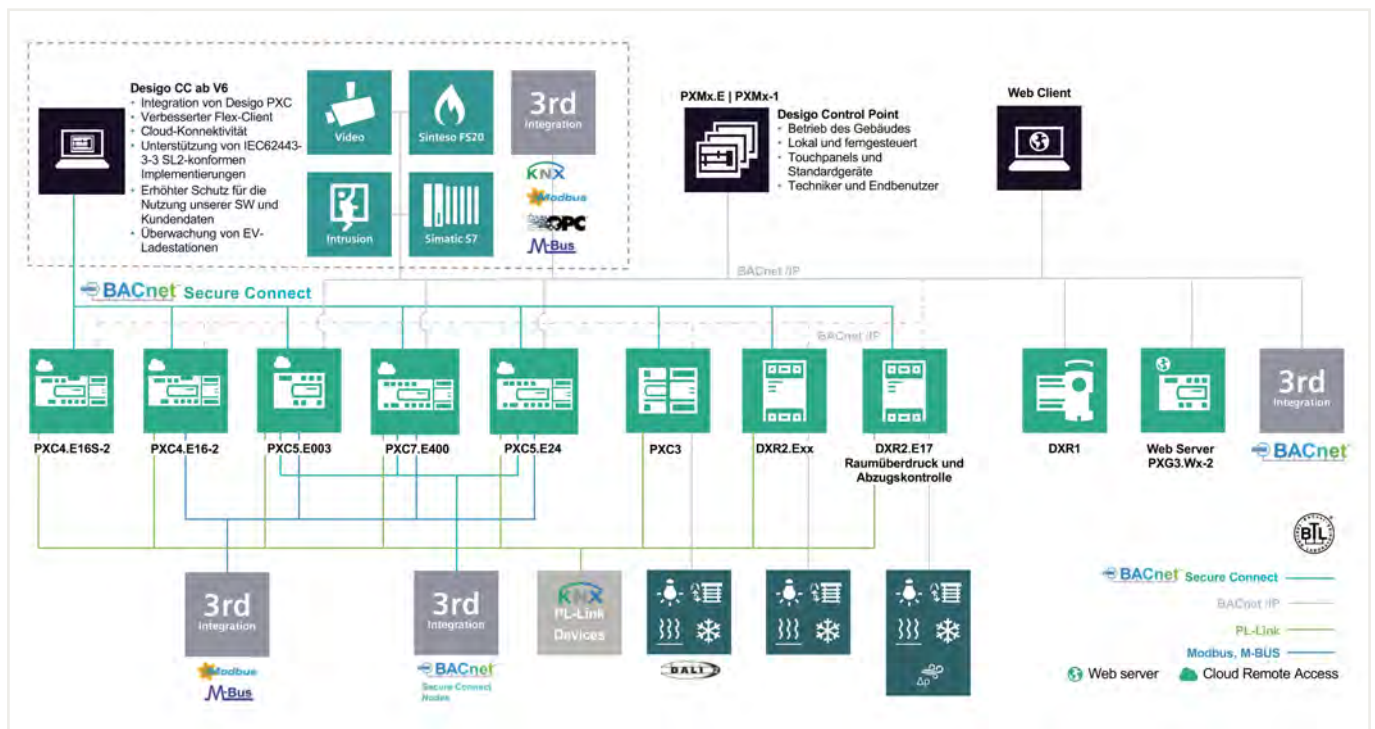 Desigo CC ab V6
· Integration von Desigo PXC
· Verbesserter Flex-Client
· Cloud-Konnektivität
· Unterstützung von IEC62443-
3-3 SL2-konformen
Implementierungen
· Erhöhter Schutz für die
Nutzung unserer SW und
Kundendaten
· Überwachung von EV-
Ladestationen
Video
Sinteso FS20
3rd
Integration
Intrusion
Simatic S7
KNX
Modbus
OPC
M-Bus
PXMx.E | PXMx-1
Desigo Control Point
· Betrieb des Gebäudes
· Lokal und ferngesteuert
· Touchpanels und
Standardgeräte
· Techniker und Endbenutzer
Web Client
BACnet /IP
BACnet Secure Connect
BACnet /IP
PXC4.E16S-2
PXC4.E16-2
PXC5.E003
PXC7.E400
PXC5.E24
PXC3
DXR2.Exx
DXR2.E17
Raumüberdruck und
Abzugskontrolle
DXR1
Web Server
PXG3.Wx-2
3rd
Integration
BACnet
3rd
Integration
Modbus
M-Bus
3rd
Integration
BACnet
Secure Connect
Nodes
KNX
PL-Link
Devices
DALI 2
Δp
BTL
BACnet Secure Connect
BACnet /IP
PL-Link
Modbus, M-BUS
Web server
Cloud Remote Access